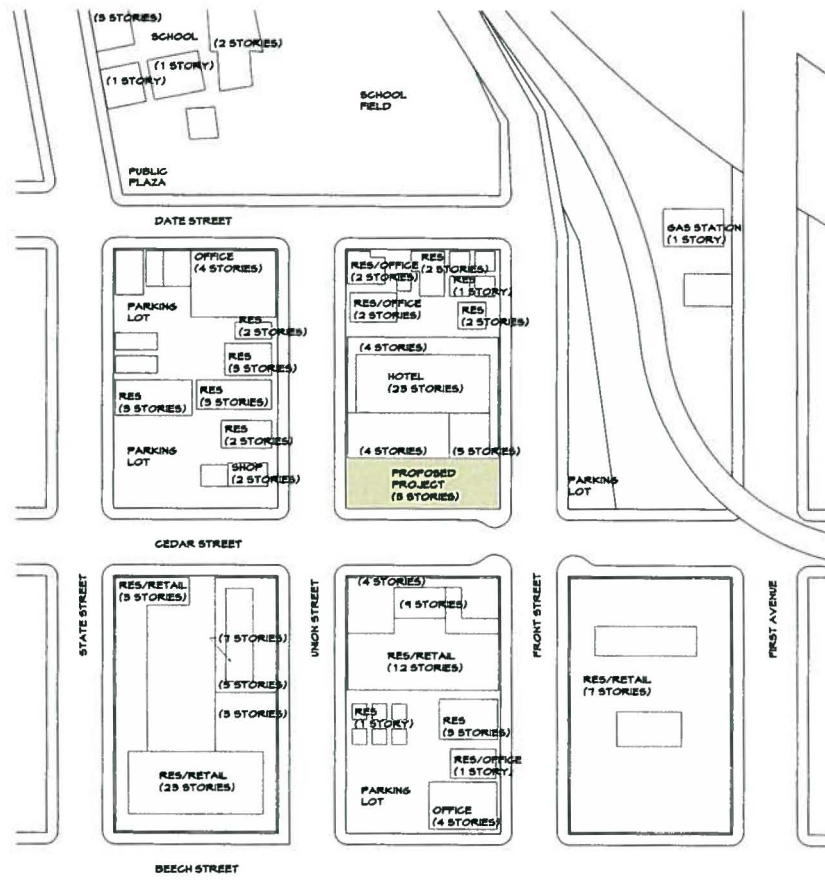 (3 STORIES)
SCHOOL
(2 STORIES)
(1 STORY)
(1 STORY)
SCHOOL
FIELD
PUBLIC
PLAZA
DATE STREET
GAS STATION
(1 STORY)
OFFICE
(4 STORIES)
PARKING
LOT
RES
(2 STORIES)
RES
(3 STORIES)
RES
(3 STORIES)
RES
(3 STORIES)
RES
(2 STORIES)
PARKING
LOT
SHOP
(2 STORIES)
RES/OFFICE
(2 STORIES)
RES
(2 STORIES)
RES
(1 STORY)
RES/OFFICE
(2 STORIES)
RES
(2 STORIES)
(4 STORIES)
HOTEL
(23 STORIES)
(4 STORIES)
(5 STORIES)
PROPOSED
PROJECT
(5 STORIES)
PARKING
LOT
CEDAR STREET
STATE STREET
UNION STREET
FRONT STREET
FIRST AVENUE
RES/RETAIL
(3 STORIES)
(7 STORIES)
(5 STORIES)
(3 STORIES)
RES/RETAIL
(23 STORIES)
(4 STORIES)
(9 STORIES)
RES/RETAIL
(12 STORIES)
RES
(1 STORY)
RES
(3 STORIES)
RES/OFFICE
(1 STORY)
PARKING
LOT
OFFICE
(4 STORIES)
RES/RETAIL
(7 STORIES)
BEECH STREET